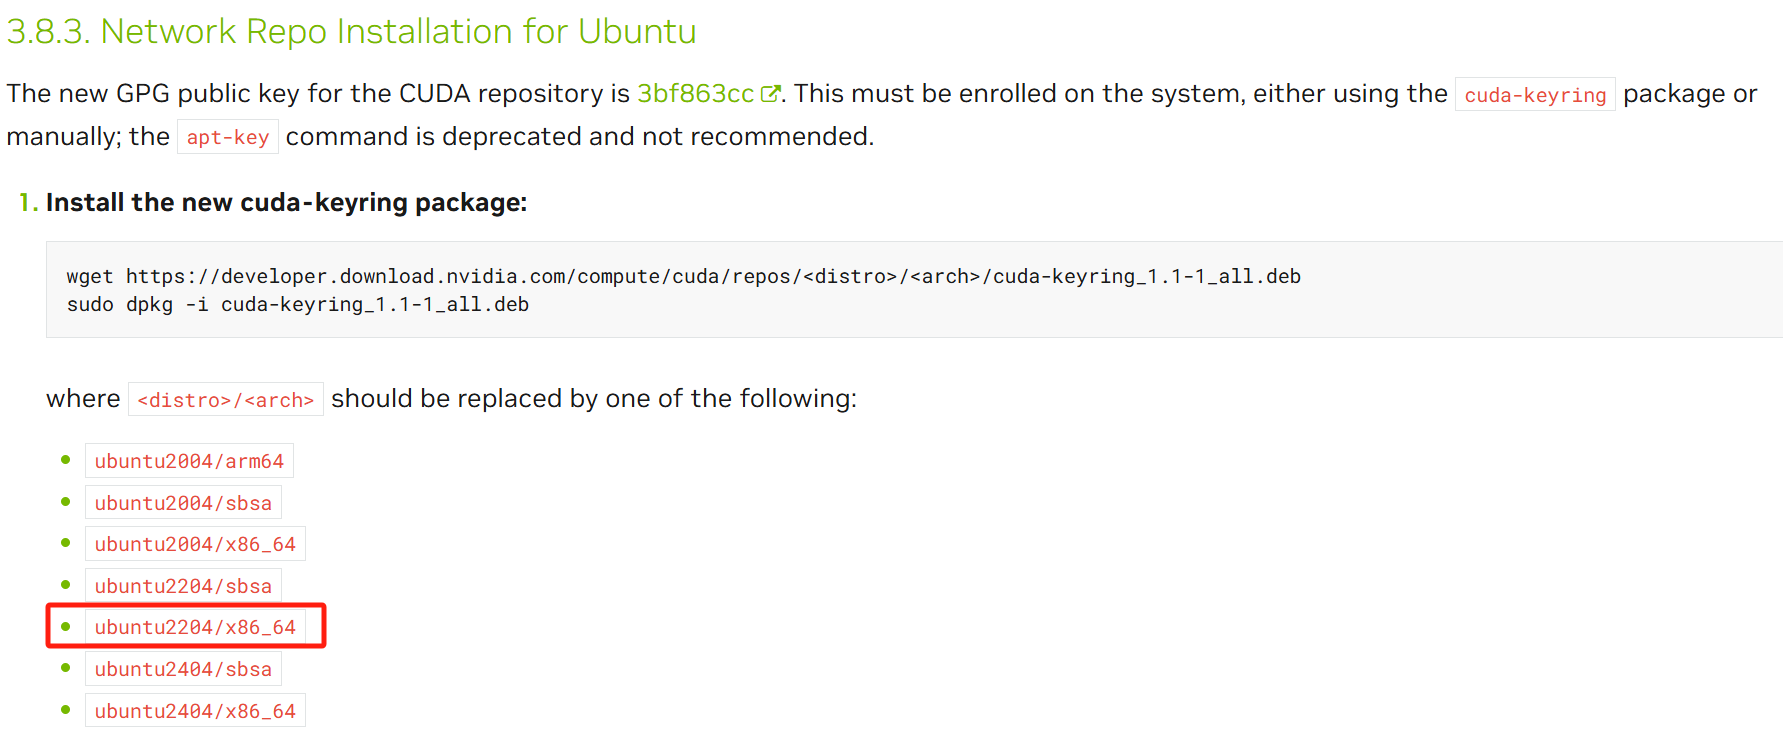 3.8.3. Network Repo Installation for Ubuntu
The new GPG public key for the CUDA repository is 3bf863cc. This must be enrolled on the system, either using the cuda-keyring package or
manually; the apt-key command is deprecated and not recommended.
1. Install the new cuda-keyring package:
wget https://developer.download.nvidia.com/compute/cuda/repos/<distro>/<arch>/cuda-keyring_1.1-1_all.deb
sudo dpkg -i cuda-keyring_1.1-1_all.deb
where <distro>/<arch> should be replaced by one of the following:
ubuntu2004/arm64
ubuntu2004/sbsa
ubuntu2004/x86_64
ubuntu2204/sbsa
ubuntu2204/x86_64
ubuntu2404/sbsa
ubuntu2404/x86_64